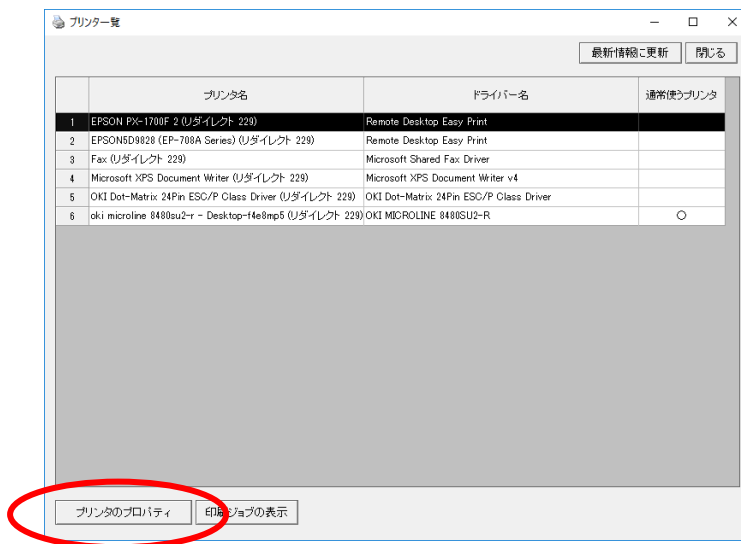 プリンター覧
最新情報に更新 閉じる
プリンタ名 ドライバー名 通常使うプリンタ
1 EPSON PX-1700F 2 (リダイレクト 229) Remote Desktop Easy Print
2 EPSON5D9828 (EP-708A Series) (リダイレクト 229) Remote Desktop Easy Print
3 Fax (リダイレクト 229) Microsoft Shared Fax Driver
4 Microsoft XPS Document Writer (リダイレクト 229) Microsoft XPS Document Writer v4
5 OKI Dot-Matrix 24Pin ESC/P Class Driver (リダイレクト 229) OKI Dot-Matrix 24Pin ESC/P Class Driver
6 oki microline 8480su2-r - Desktop-f4e8mp5 (リダイレクト 229) OKI MICROLINE 8480SU2-R ○
プリンタのプロパティ 印刷ジョブの表示